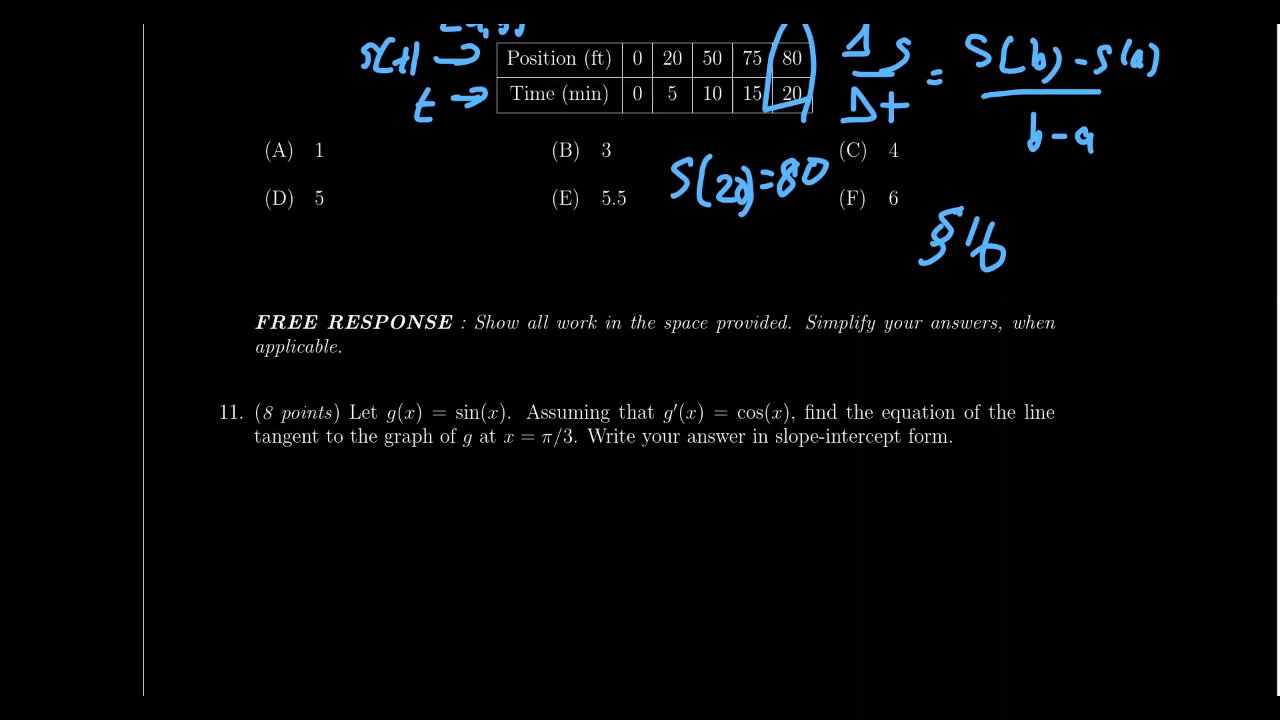 s(t) →
Position (ft) 0 20 50 75 80
t →
Time (min) 0 5 10 15 20
Δs/Δt = S(b) - S(a) / b - a
(A) 1 (B) 3 (C) 4
S(20)=80
(D) 5 (E) 5.5 (F) 6
FREE RESPONSE : Show all work in the space provided. Simplify your answers, when
applicable.
11. (8 points) Let g(x) = sin(x). Assuming that g′(x) = cos(x), find the equation of the line
tangent to the graph of g at x = π/3. Write your answer in slope-intercept form.